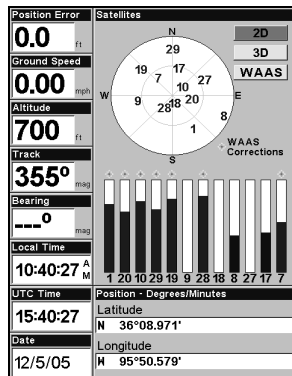 Position Error
0.0 ft
Ground Speed
0.00 mph
Altitude
700 ft
Track
355º mag
Bearing
---º mag
Local Time
10:40:27 AM
UTC Time
15:40:27
Date
12/5/05
Satellites
2D
3D
WAAS
N
29
19
17
7
27
10
W
9
28
18
20
E
8
1
S
WAAS
Corrections
1 20 10 29 19 9 28 18 8 27 17 7
Position - Degrees/Minutes
Latitude
N 36°08.971'
Longitude
W 95°50.579'